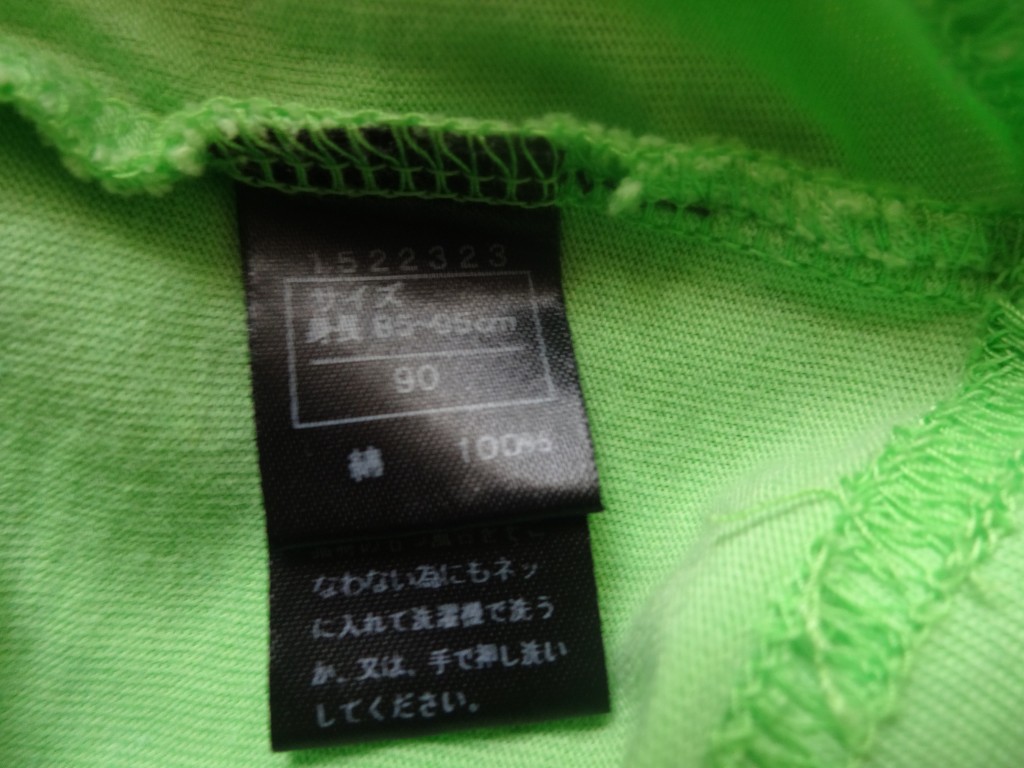 1522323
サイズ
身長 85~95cm
90
綿 100%
なわない為にもネッ
に入れて洗濯機で洗う
か、又は、手で押し洗い
してください。